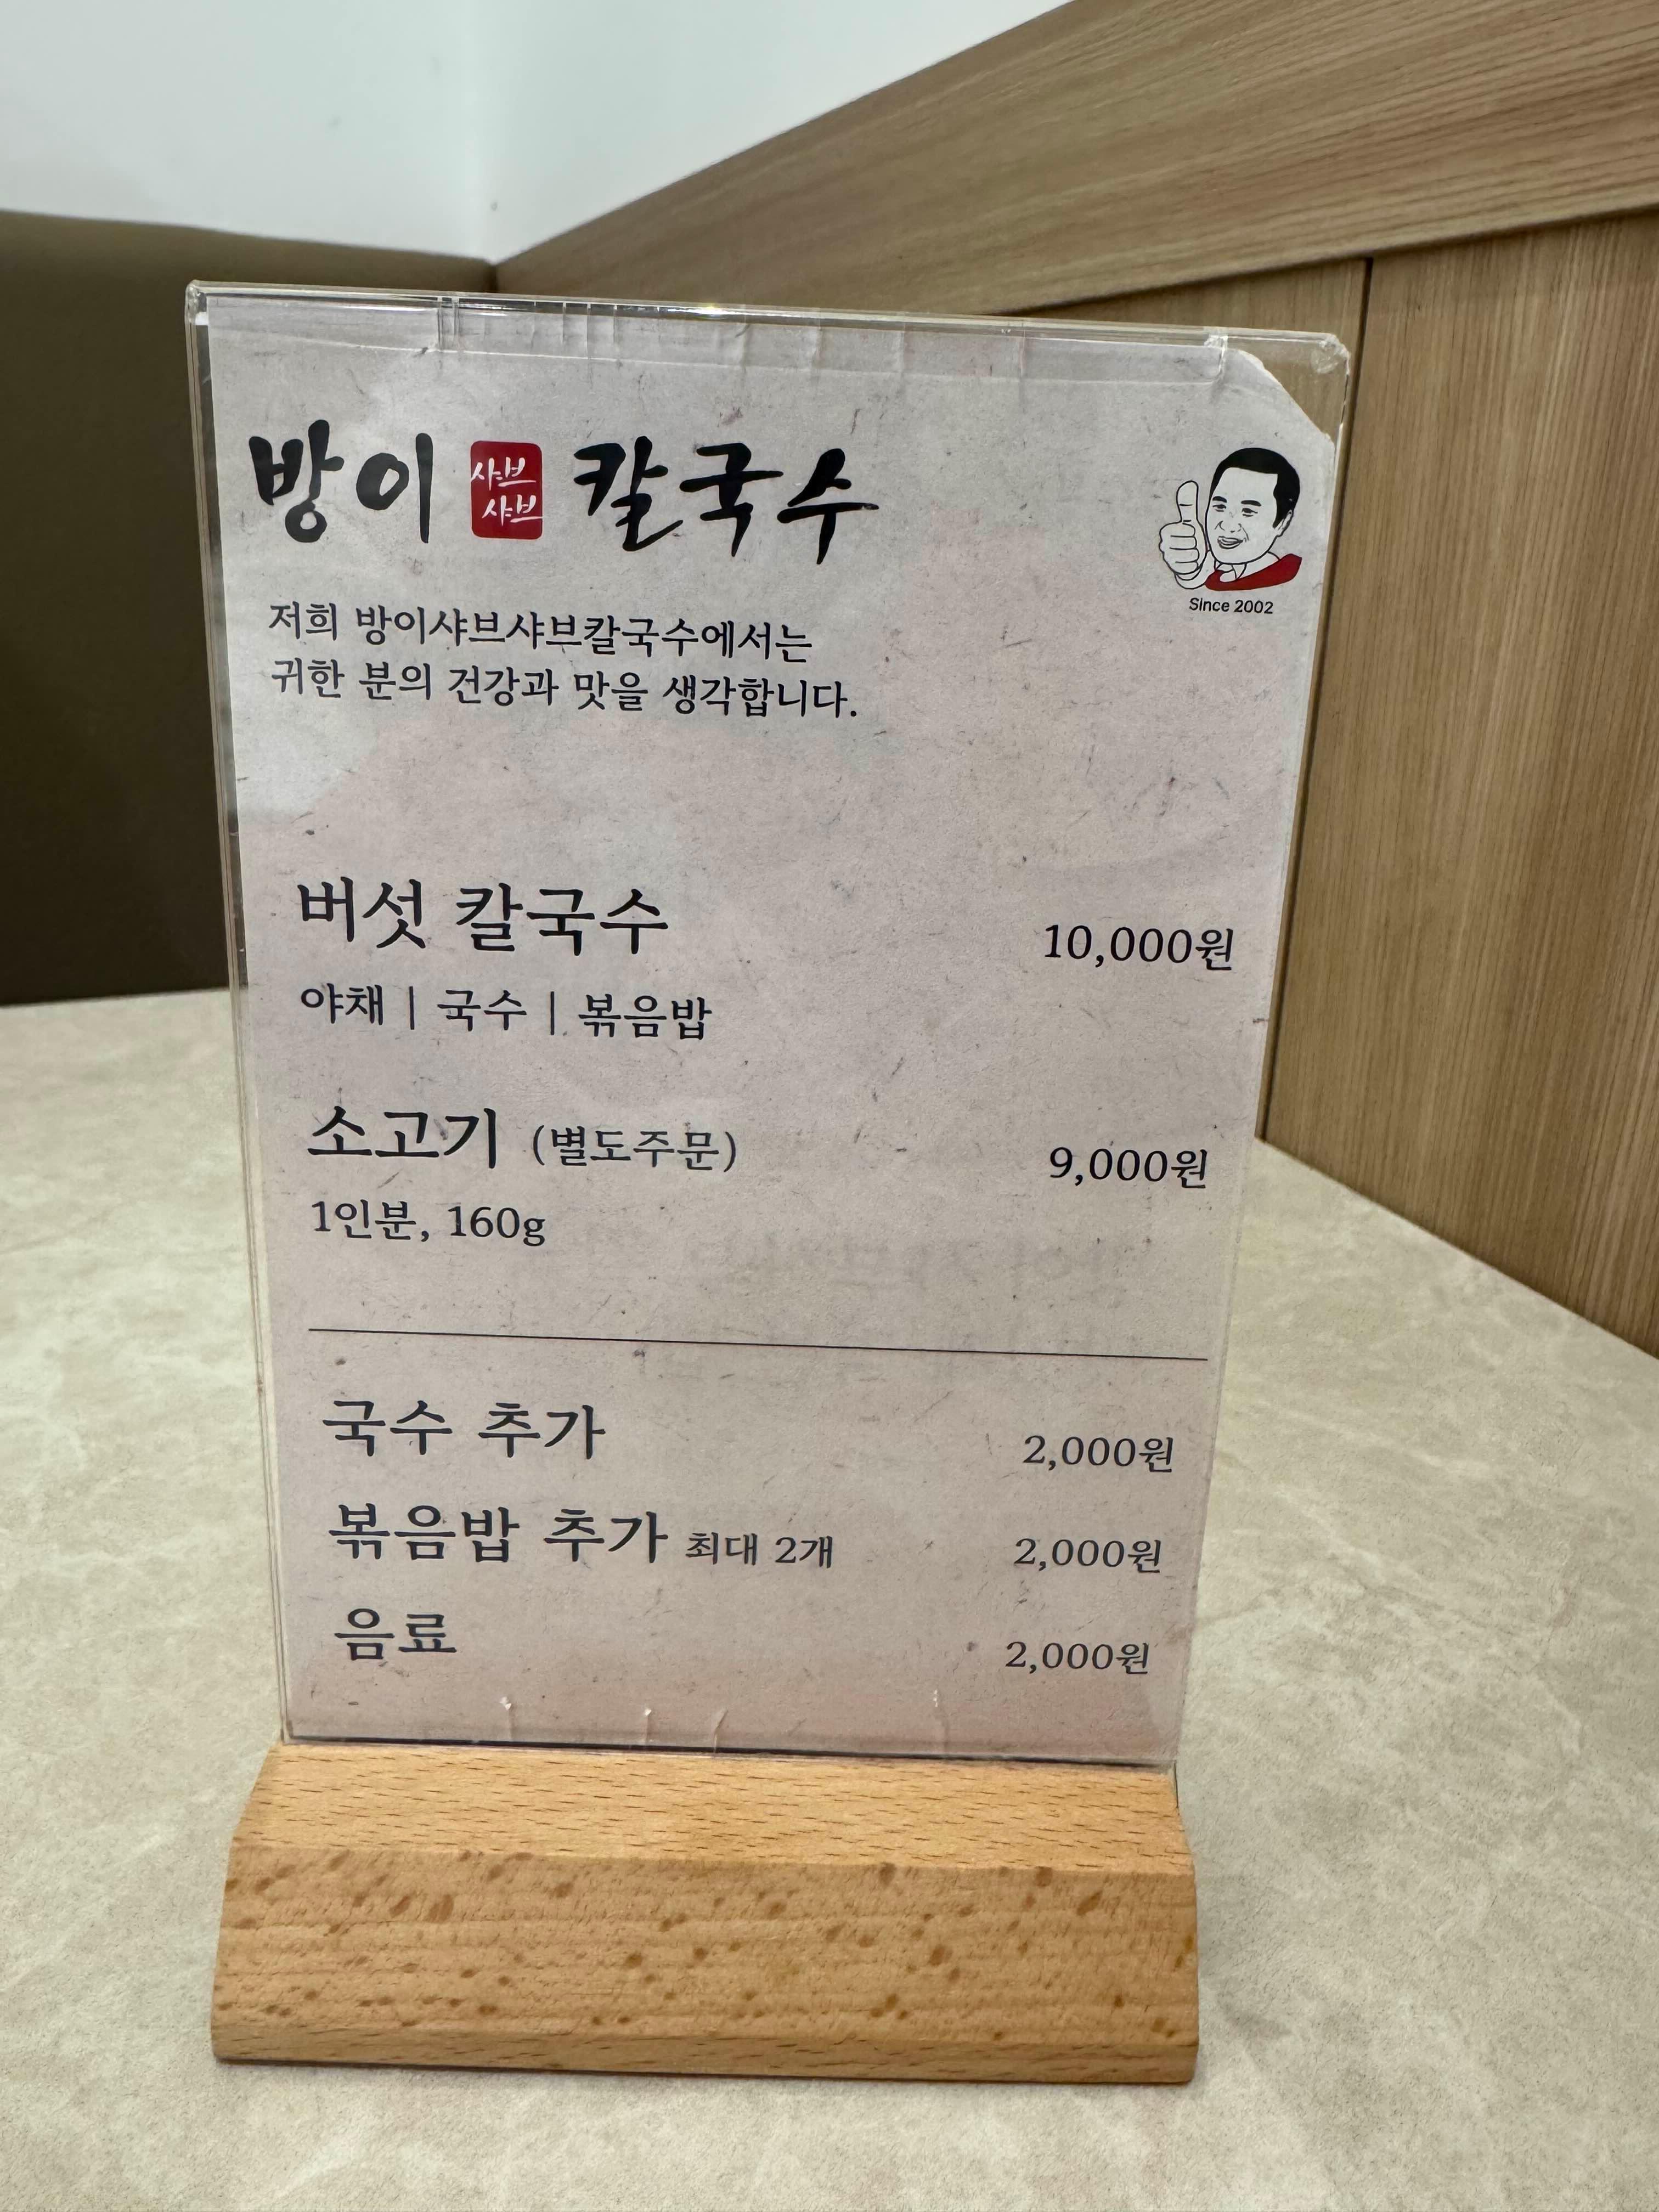 방이 샤브샤브 칼국수
Since 2002
저희 방이샤브샤브칼국수에서는
귀한 분의 건강과 맛을 생각합니다.
버섯 칼국수 10,000원
야채 | 국수 | 볶음밥
소고기 (별도주문) 9,000원
1인분, 160g
국수 추가 2,000원
볶음밥 추가 최대 2개 2,000원
음료 2,000원